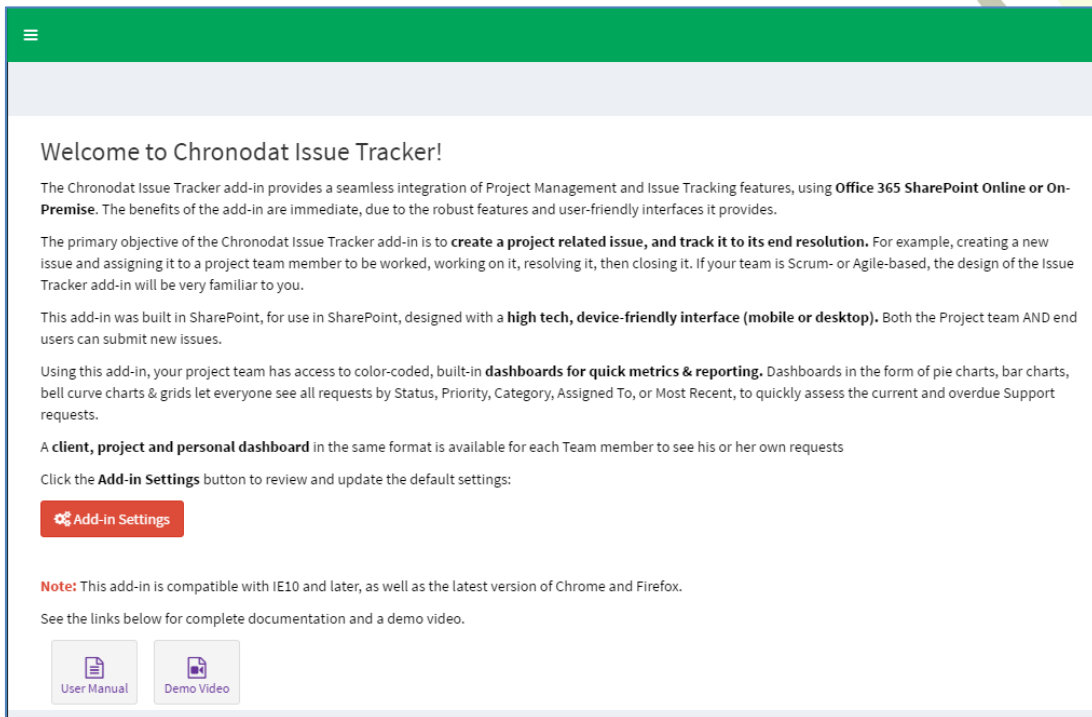 Welcome to Chronodat Issue Tracker!
The Chronodat Issue Tracker add-in provides a seamless integration of Project Management and Issue Tracking features, using Office 365 SharePoint Online or On-
Premise. The benefits of the add-in are immediate, due to the robust features and user-friendly interfaces it provides.
The primary objective of the Chronodat Issue Tracker add-in is to create a project related issue, and track it to its end resolution. For example, creating a new
issue and assigning it to a project team member to be worked, working on it, resolving it, then closing it. If your team is Scrum- or Agile-based, the design of the Issue
Tracker add-in will be very familiar to you.
This add-in was built in SharePoint, for use in SharePoint, designed with a high tech, device-friendly interface (mobile or desktop). Both the Project team AND end
users can submit new issues.
Using this add-in, your project team has access to color-coded, built-in dashboards for quick metrics & reporting. Dashboards in the form of pie charts, bar charts,
bell curve charts & grids let everyone see all requests by Status, Priority, Category, Assigned To, or Most Recent, to quickly assess the current and overdue Support
requests.
A client, project and personal dashboard in the same format is available for each Team member to see his or her own requests
Click the Add-in Settings button to review and update the default settings:
Add-in Settings
Note: This add-in is compatible with IE10 and later, as well as the latest version of Chrome and Firefox.
See the links below for complete documentation and a demo video.
User Manual
Demo Video